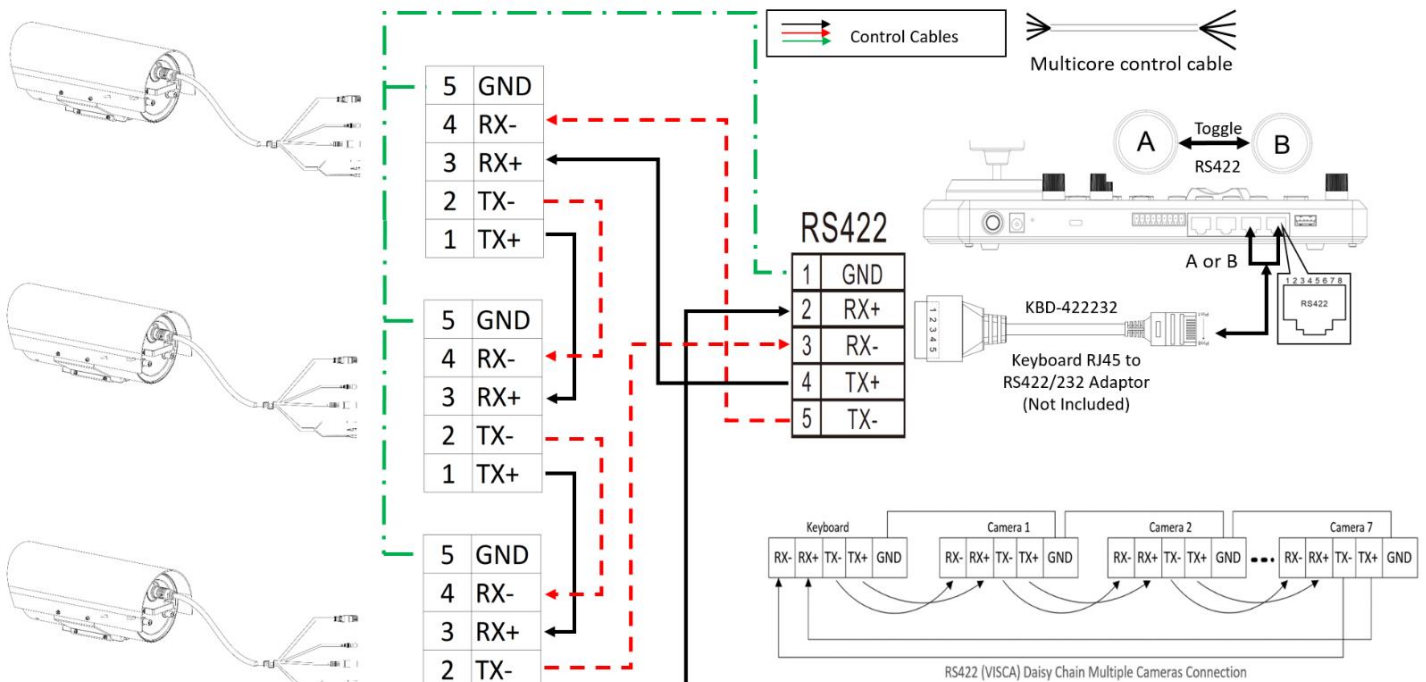 Control Cables
Multicore control cable
5 GND
4 RX-
3 RX+
2 TX-
1 TX+
5 GND
4 RX-
3 RX+
2 TX-
1 TX+
5 GND
4 RX-
3 RX+
2 TX-
A Toggle B
RS422
A or B
1 2 3 4 5 6 7 8
RS422
RS422
1 GND
2 RX+
3 RX-
4 TX+
5 TX-
1 2 3 4 5
KBD-422232
Keyboard RJ45 to
RS422/232 Adaptor
(Not Included)
Keyboard Camera 1 Camera 2 Camera 7
RX- RX+ TX- TX+ GND RX- RX+ TX- TX+ GND RX- RX+ TX- TX+ GND RX- RX+ TX- TX+ GND
RS422 (VISCA) Daisy Chain Multiple Cameras Connection